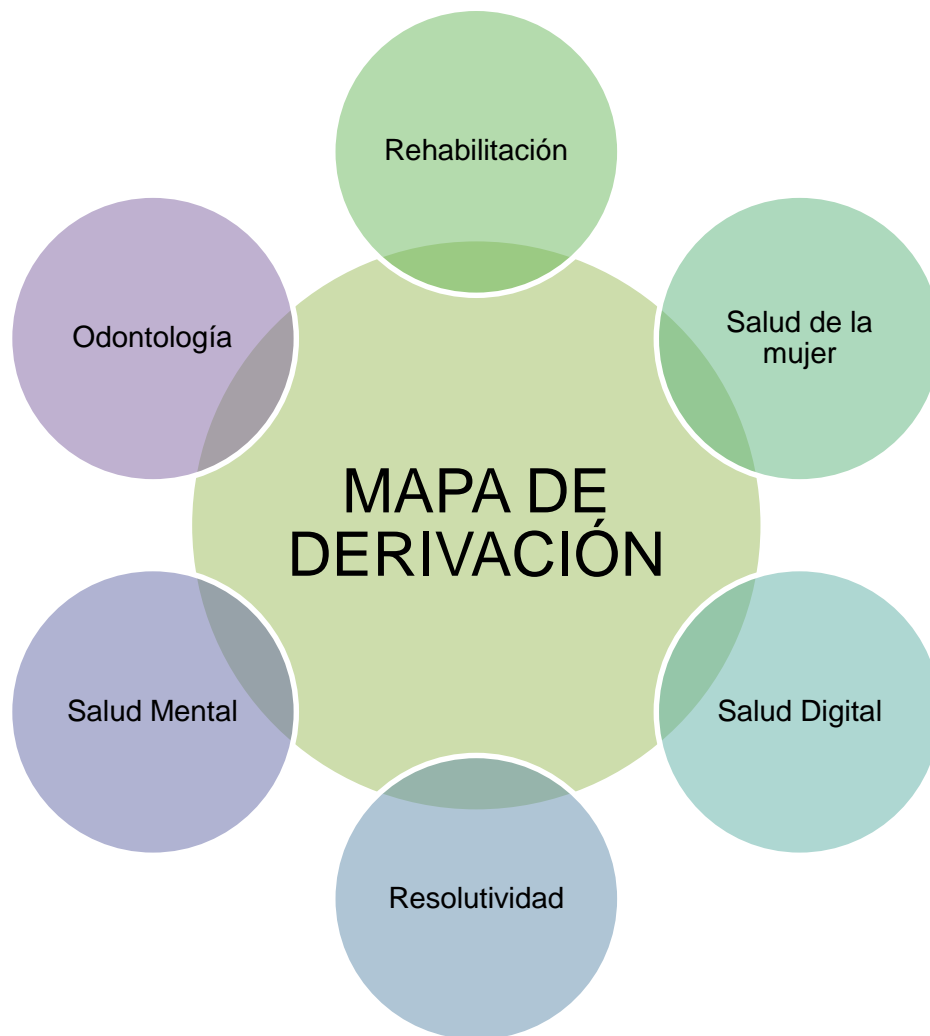 Rehabilitación
Odontología
Salud de la
mujer
MAPA DE
DERIVACIÓN
Salud Mental
Salud Digital
Resolutividad